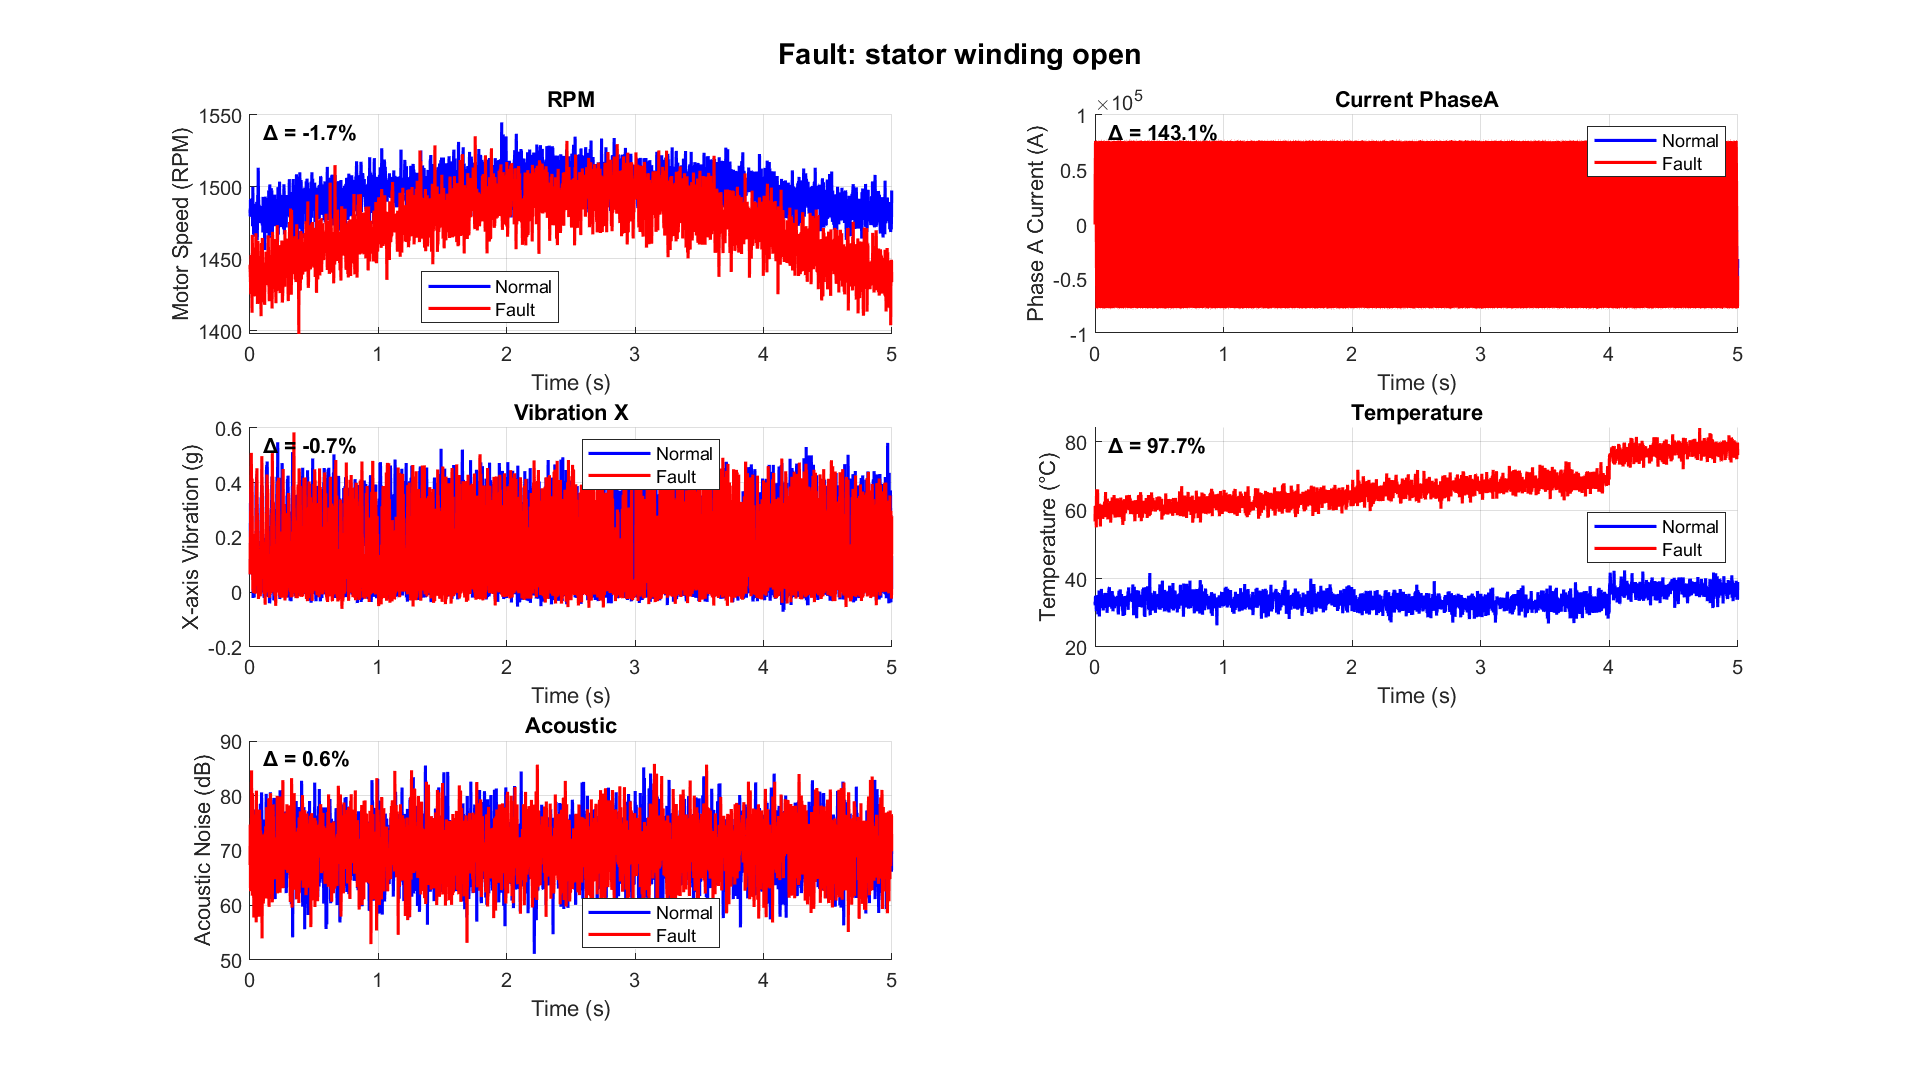 Fault: stator winding open
RPM
Δ = -1.7%
Motor Speed (RPM)
1550
1500
1450
1400
Normal
Fault
0 1 2 3 4 5
Time (s)
Current PhaseA
×10^5
Δ = 143.1%
Phase A Current (A)
1
0.5
0
-0.5
-1
Normal
Fault
0 1 2 3 4 5
Time (s)
Vibration X
Δ = -0.7%
X-axis Vibration (g)
0.6
0.4
0.2
0
-0.2
Normal
Fault
0 1 2 3 4 5
Time (s)
Temperature
Δ = 97.7%
Temperature (°C)
80
60
40
20
Normal
Fault
0 1 2 3 4 5
Time (s)
Acoustic
Δ = 0.6%
Acoustic Noise (dB)
90
80
70
60
50
Normal
Fault
0 1 2 3 4 5
Time (s)